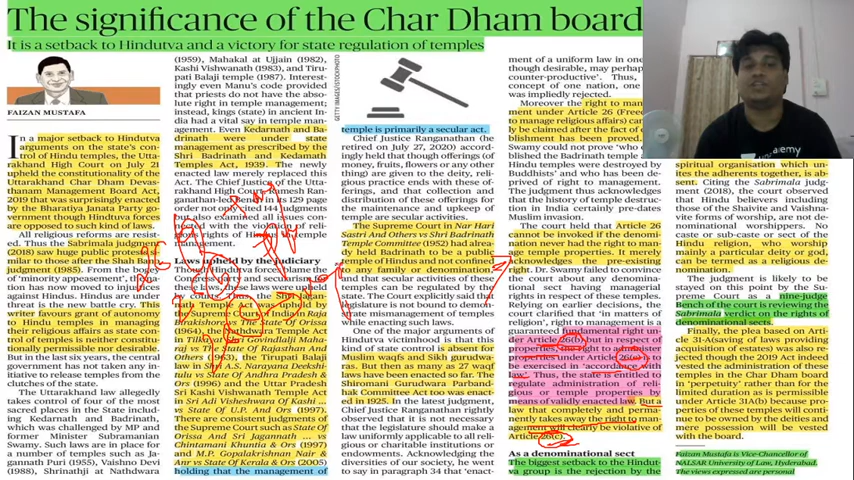 The significance of the Char Dham board
It is a setback to Hindutva and a victory for state regulation of temples
FAIZAN MUSTAFA
In a major setback to Hindutva
arguments on the state's con-
trol of Hindu temples, the Utta-
rakhand High Court on July 21
upheld the constitutionality of
the Uttarakhand Char Dham Devas-
thanam Management Board Act,
2019 that was surprisingly enacted
by the Bharatiya Janata Party gov-
ernment though Hindutva forces are
opposed to such kind of laws.
All religious reforms are resis-
ted. Thus the Sabrimala judgment
(2018) saw huge public protests similar
to those after the Shah Bano
judgment (1985). From the
of 'minority appeasement',
tion has now moved to
against Hindus. Hindus are under
threat is the new battle cry. This
writer favours grant of autonomy
to Hindu temples in managing
their religious affairs as state control
of temples is neither constitu-
tionally permissible nor desirable.
But in the last six years, the central
government has not taken any in-
itiative to release temples from the
clutches of the state.
The Uttarakhand law allegedly
takes control of four of the most
sacred places in the State including
Kedarnath and Badrinath,
which was challenged by MP and
former Minister Subramanian
Swamy. Such laws are in place for
a number of temples such as Ja-
gannath Puri (1955), Vaishno Devi
(1988), Shrinathji at Nathdwara
(1959), Mahakal at Ujjain (1982),
Kashi Vishwanath (1983), and Tiru-
pati Balaji temple (1987). Interest-
ingly even Manu's code provided
that priests do not have the abso-
lute right in temple management;
instead, kings (state) in ancient India
had a vital say in temple mana-
gement. Even Kedarnath and Ba-
drinath were under state
management as prescribed by the
Shri Badrinath and Kedarnath
Temples Act, 1939. The newly
enacted law merely replaced this
Act. The Chief Justice of the Utta-
rakhand High Court Ramesh Ran-
ganathan-led Bench in its 129 page
order not only cited 144 judgments
but also
ed with the
gion
management.
Laws upheld by the judiciary
Though Hindutva forces blame the
Congress party and secularism for
these laws, the laws were upheld
by courts
Temple Act was upheld by
the Supreme Court in Raja Birakishore
vs The State Of Orissa
(1964), the Nathdwara Temple Act
in Tilkayat Shri Govindlalji Maha-
raj vs State Of Rajasthan And
Others (1963), the Tirupati Balaji
law in Sri A.S. Narayana Deekshi-
tulu vs State Of Andhra Pradesh & Ors
(1996) and the Uttar Pradesh
Sri Kashi Vishwanath Temple Act
in Sri Adi Visheshwara Of Kashi ...
vs State Of U.P. And Ors (1997).
There are consistent judgments of
the Supreme Court such as State Of
Orissa And Sri Jagannath ... vs
Chintamani Khuntia & Ors (1997)
and M.P. Gopalakrishnan Nair &
Anr vs State Of Kerala & Ors (2005)
holding that the management of
GETTY IMAGES/ISTOCKPHOTO
temple is primarily a secular act.
Chief Justice Ranganathan (he
retired on July 27, 2020) accord-
ingly held that though offerings (of
money, fruits, flowers or any other
thing) are given to the deity, reli-
gious practice ends with these of-
ferings, and that collection and
distribution of these offerings for
the maintenance and upkeep of
temple are secular activities.
The Supreme Court in Nar Hari
Sastri And Others vs Shri Badrinath
Temple Committee (1952) had alrea-
dy held Badrinath to be a public
temple of Hindus and not confined
to any family or denomination
and that secular activities of these
temples can be regulated by the
state. The Court explicitly said that
legislature is not bound to demon-
strate mismanagement of temples
while enacting such laws.
One of the major arguments of
Hindutva victimhood is that this
kind of state control is absent for
Muslim waqfs and Sikh gurudwa-
ras. But then as many as 27 waqf
laws have been enacted so far. The
Shiromani Gurudwara Parband-
hak Committee Act too was enact-
ed in 1925. In the latest judgment,
Chief Justice Ranganathan rightly
observed that it is not necessary
that the legislature should make a
law uniformly applicable to all reli-
gious or charitable institutions or
endowments. Acknowledging the
diversities of our society, he went
to say in paragraph 34 that 'enact-
ment of a uniform law in one
though desirable, may perhaps
counter-productive'. Thus,
concept of one nation, one
was impliedly rejected.
Moreover the right to man-
ment under Article 26 (Freedom
to manage religious affairs) can
be claimed after the fact of
blishment has been proved.
Swamy could not prove 'who
blished the Badrinath temple'
Hindu temples were destroyed by
Buddhists' and who has been de-
prived of right to management.
The judgment thus acknowledges
that the history of temple destruc-
tion in India certainly pre-dates
Muslim invasion.
The court held that Article 26
cannot be invoked if the denomi-
nation never had the right to man-
age temple properties. It merely
acknowledges the pre-existing
right. Dr. Swamy failed to convince
the court about any denomina-
tional sect having managerial
rights in respect of these temples.
Relying on earlier decisions, the
court clarified that 'in matters of
religion', right to management is
guaranteed fundamental right un-
der Article 26(b) but in respect of
properties, the right to administer
properties under Article 26(d)
be exercised in 'accordance with
law'. Thus, the state is entitled to
regulate administration of reli-
gious or temple properties by
means of validly enacted law. But a
law that completely and perma-
nently takes away the right to man-
agement will clearly be violative of
Article 26(c).
As a denominational sect
The biggest setback to the Hindut-
va group is the rejection by the
spiritual organisation which un-
ites the adherents together, is ab-
sent'. Citing the Sabrimala judg-
ment (2018), the court observed
that Hindu believers including
those of the Shaivite and Vaishna-
vite forms of worship, are not de-
nominational worshippers. No
caste or sub-caste or sect of the
Hindu religion, who worship
mainly a particular deity or god,
can be termed as a religious de-
nomination.
The judgment is likely to be
stayed on this point by the Su-
preme Court as a nine-judge
Bench of the court is reviewing the
Sabrimala verdict on the rights of
denominational sects.
Finally, the plea based on Arti-
cle 31-A(saving of laws providing
acquisition of estates) was also re-
jected though the 2019 Act indeed
vested the administration of these
temples in the Char Dham Board
in 'perpetuity' rather than for the
limited duration as is permissible
under Article 31A(b) because pro-
perties of these temples will conti-
nue to be owned by the deities and
mere possession would be vested
with the board.
Faizan Mustafa is Vice-Chancellor of
NALSAR University of Law, Hyderabad.
The views expressed are personal